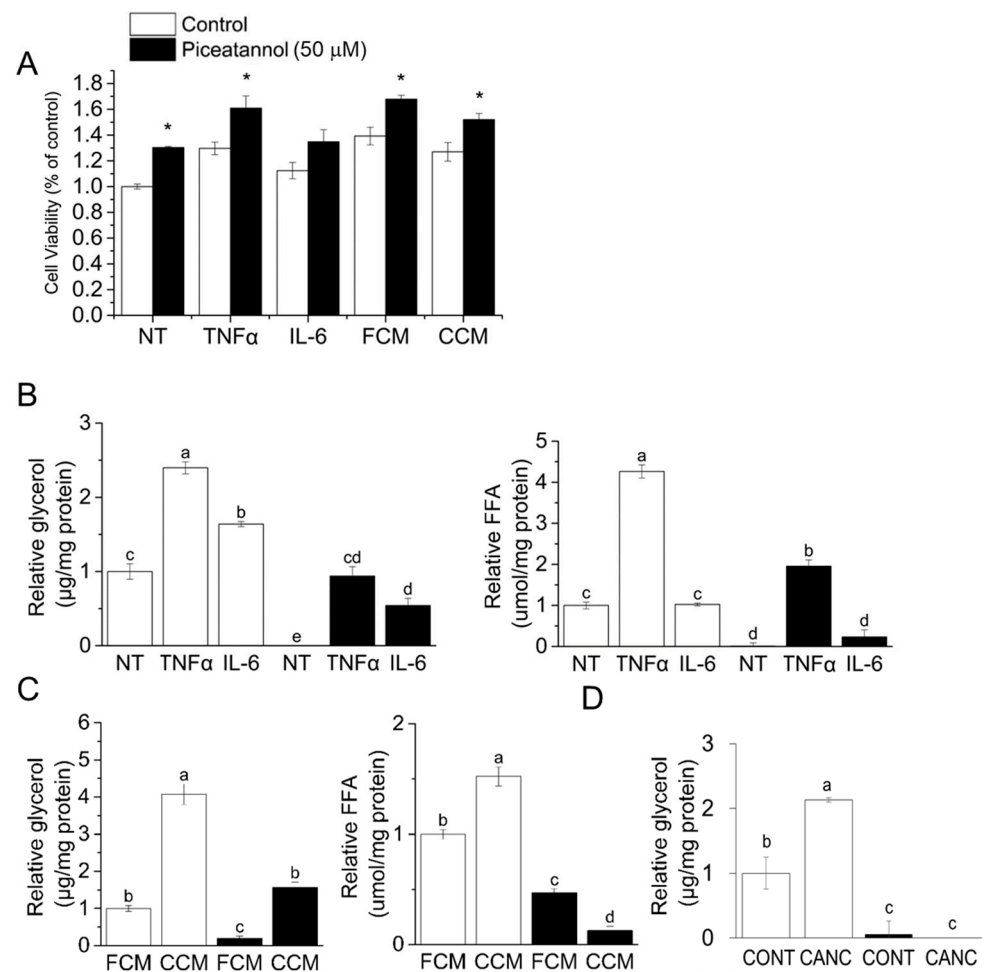 Control
Piceatannol (50 μM)
A
Cell Viability (% of control)
1.8
1.6
1.4
1.2
1.0
0.8
0.6
0.4
0.2
0.0
*
*
*
*
NT TNFα IL-6 FCM CCM
B
Relative glycerol
(μg/mg protein)
3
2
1
0
c
a
b
e
cd
d
NT TNFα IL-6 NT TNFα IL-6
Relative FFA
(umol/mg protein)
5
4
3
2
1
0
c
a
c
d
b
d
NT TNFα IL-6 NT TNFα IL-6
C
Relative glycerol
(μg/mg protein)
6
5
4
3
2
1
0
b
a
c
b
FCM CCM FCM CCM
Relative FFA
(umol/mg protein)
2
1
0
b
a
c
d
FCM CCM FCM CCM
D
Relative glycerol
(μg/mg protein)
3
2
1
0
b
a
c
c
CONT CANC CONT CANC